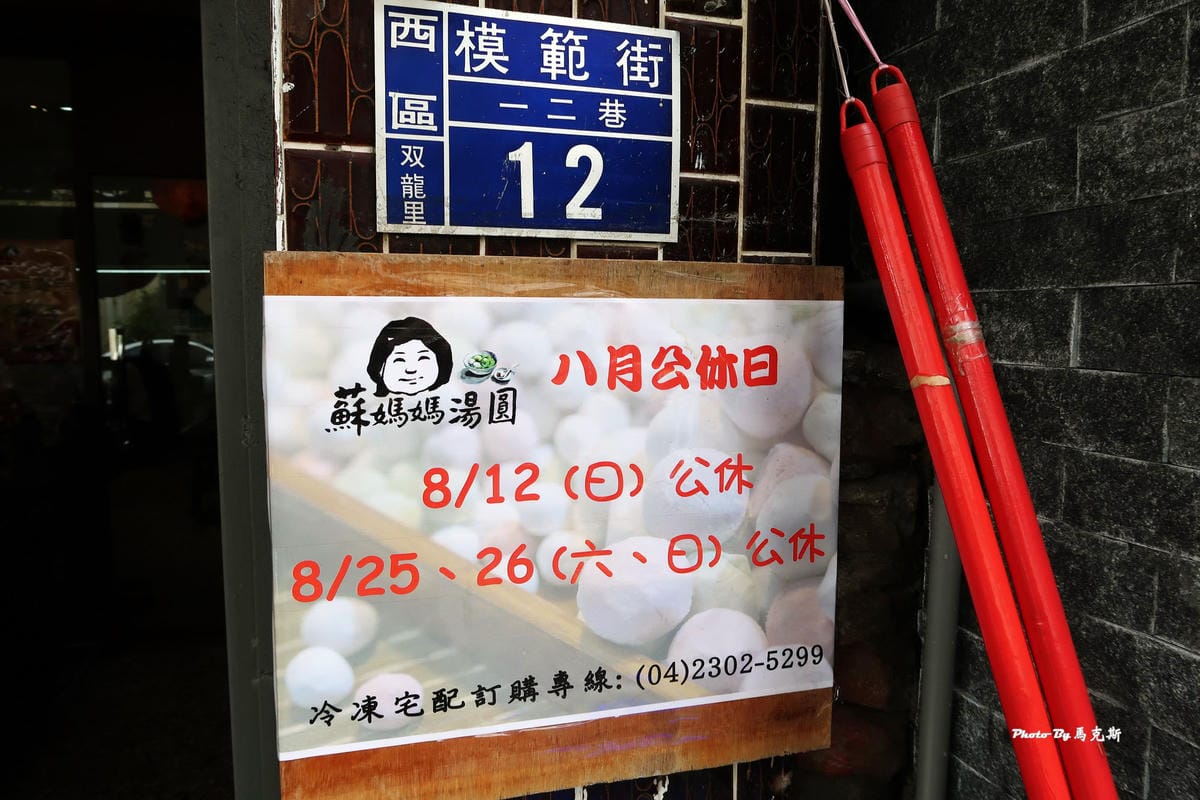 西區
双龍里
模範街
一二巷
12
蘇媽媽湯圓
八月公休日
8/12（日）公休
8/25、26（六、日）公休
冷凍宅配訂購專線: (04)2302-5299
Photo By 馬克斯